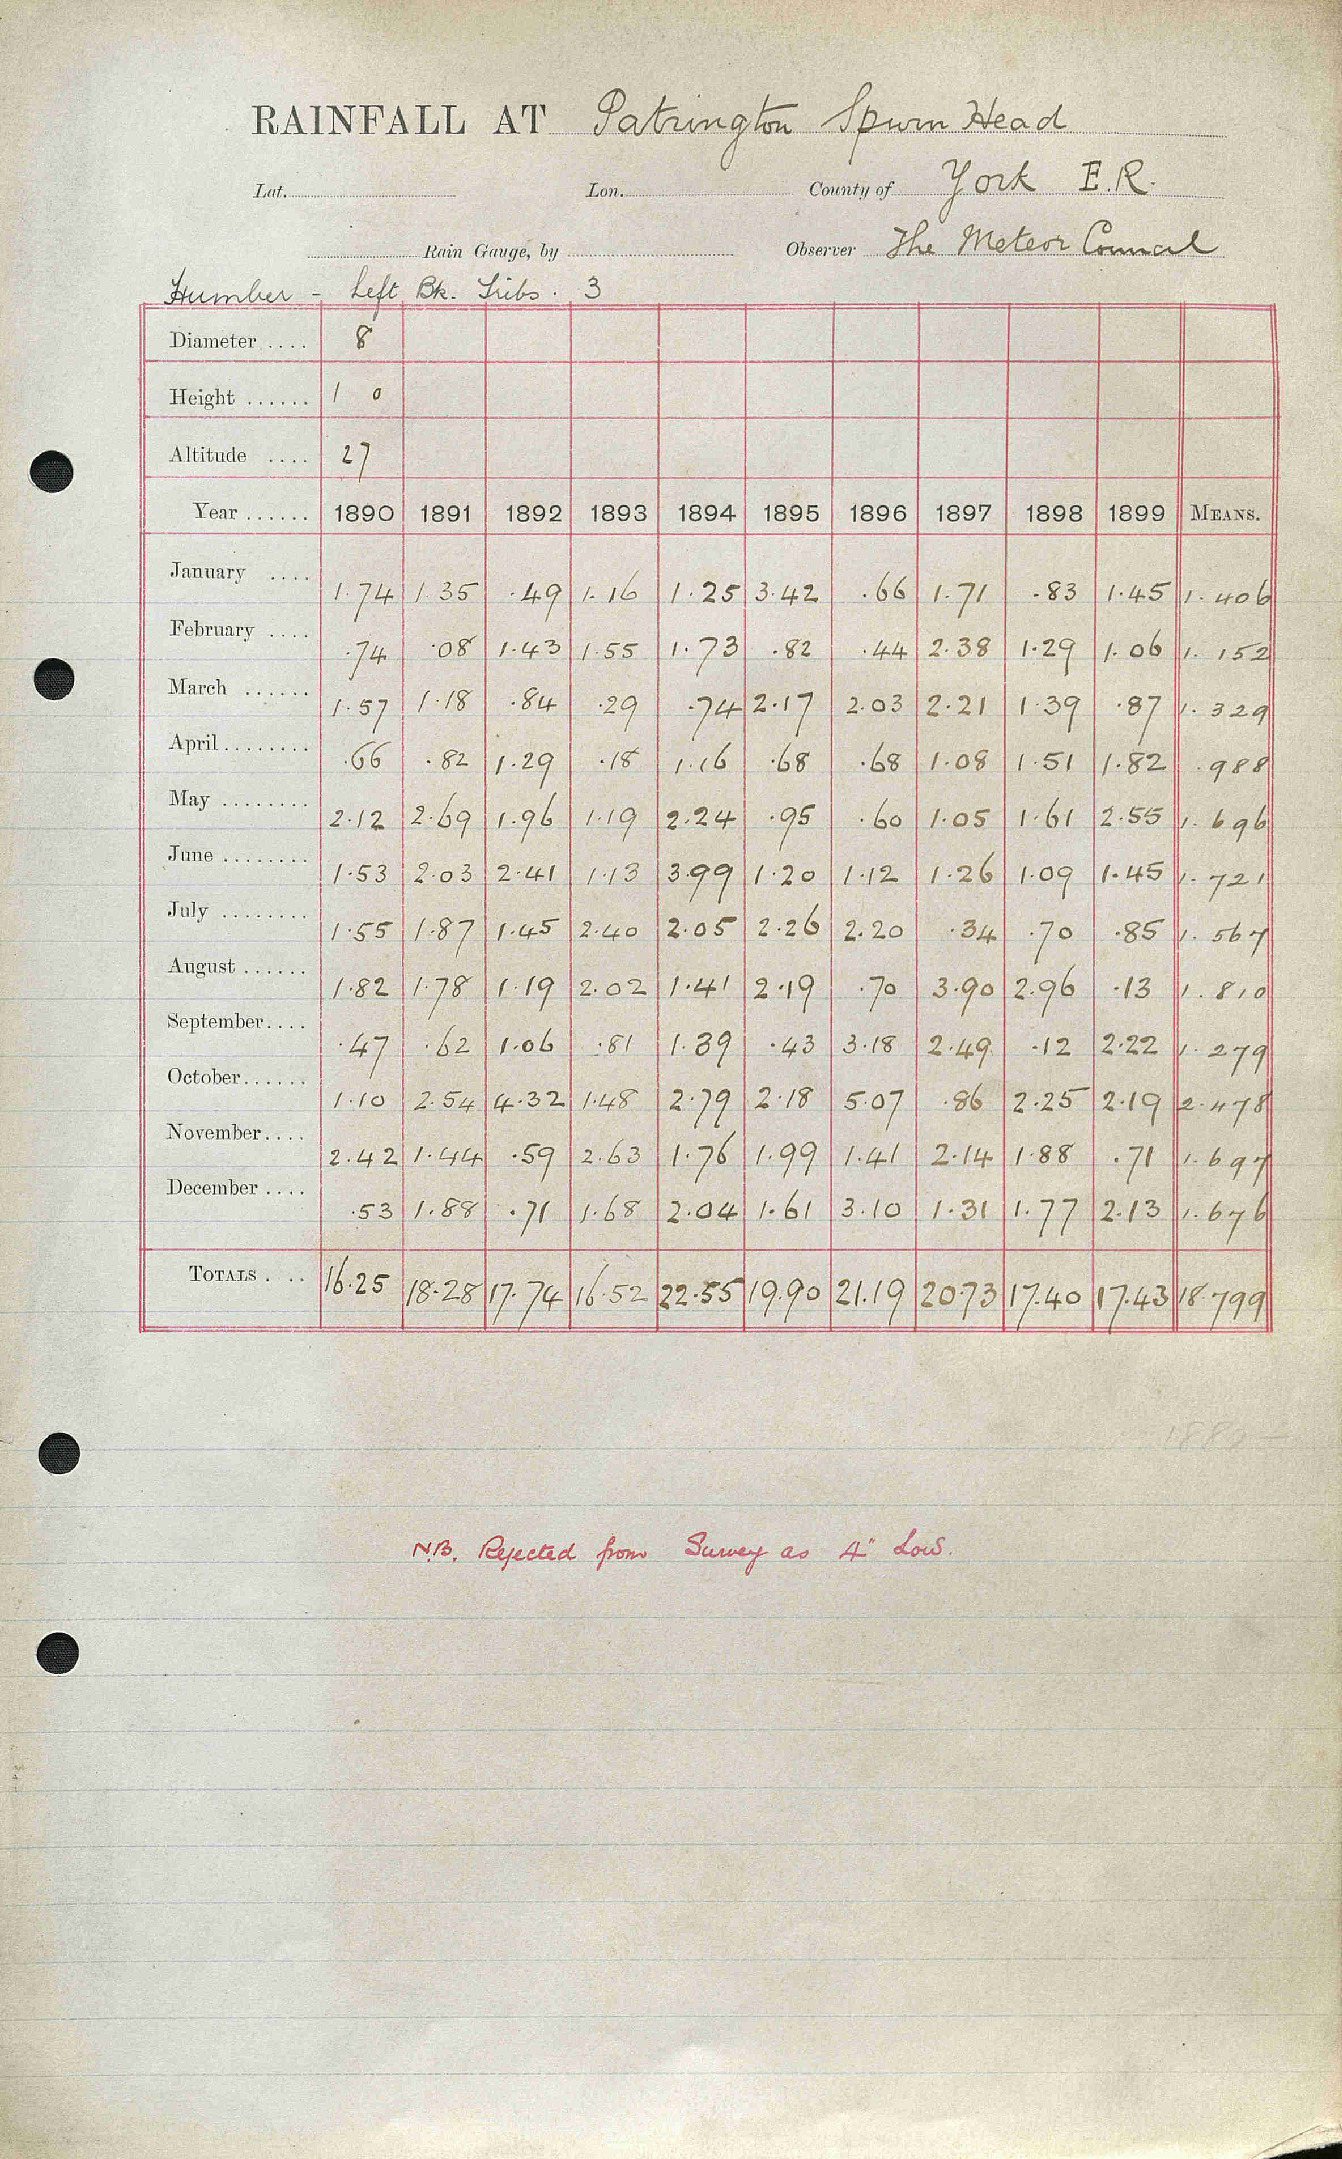 RAINFALL AT Patrington Spurn Head
Lat. Lon. County of York E.R.
Rain Gauge, by Observer The Meteor Council
Humber - Left Bk. Tribs. 3
Diameter .... 8
Height ...... 1 0
Altitude .... 27
Year ...... 1890 1891 1892 1893 1894 1895 1896 1897 1898 1899 MEANS.
January .... 1.74 1.35 .49 1.16 1.25 3.42 .66 1.71 .83 1.45 1.406
February .... .74 .08 1.43 1.55 1.73 .82 .44 2.38 1.29 1.06 1.152
March ...... 1.57 1.18 .84 .29 .74 2.17 2.03 2.21 1.39 .87 1.329
April ........ .66 .82 1.29 .18 1.16 .68 .68 1.08 1.51 1.82 .988
May ........ 2.12 2.69 1.96 1.19 2.24 .95 .60 1.05 1.61 2.55 1.696
June ........ 1.53 2.03 2.41 1.13 3.99 1.20 1.12 1.26 1.09 1.45 1.721
July ........ 1.55 1.87 1.45 2.40 2.05 2.26 2.20 .34 .70 .85 1.567
August ...... 1.82 1.78 1.19 2.02 1.41 2.19 .70 3.90 2.96 .13 1.810
September.... .47 .62 1.06 .81 1.39 .43 3.18 2.49 .12 2.22 1.279
October...... 1.10 2.54 4.32 1.48 2.79 2.18 5.07 .86 2.25 2.19 2.478
November.... 2.42 1.44 .59 2.63 1.76 1.99 1.41 2.14 1.88 .71 1.697
December .... .53 1.88 .71 1.68 2.04 1.61 3.10 1.31 1.77 2.13 1.676
TOTALS . .. 16.25 18.28 17.74 16.52 22.55 19.90 21.19 20.73 17.40 17.43 18.799
N.B. Rejected from Survey as 4" Low.